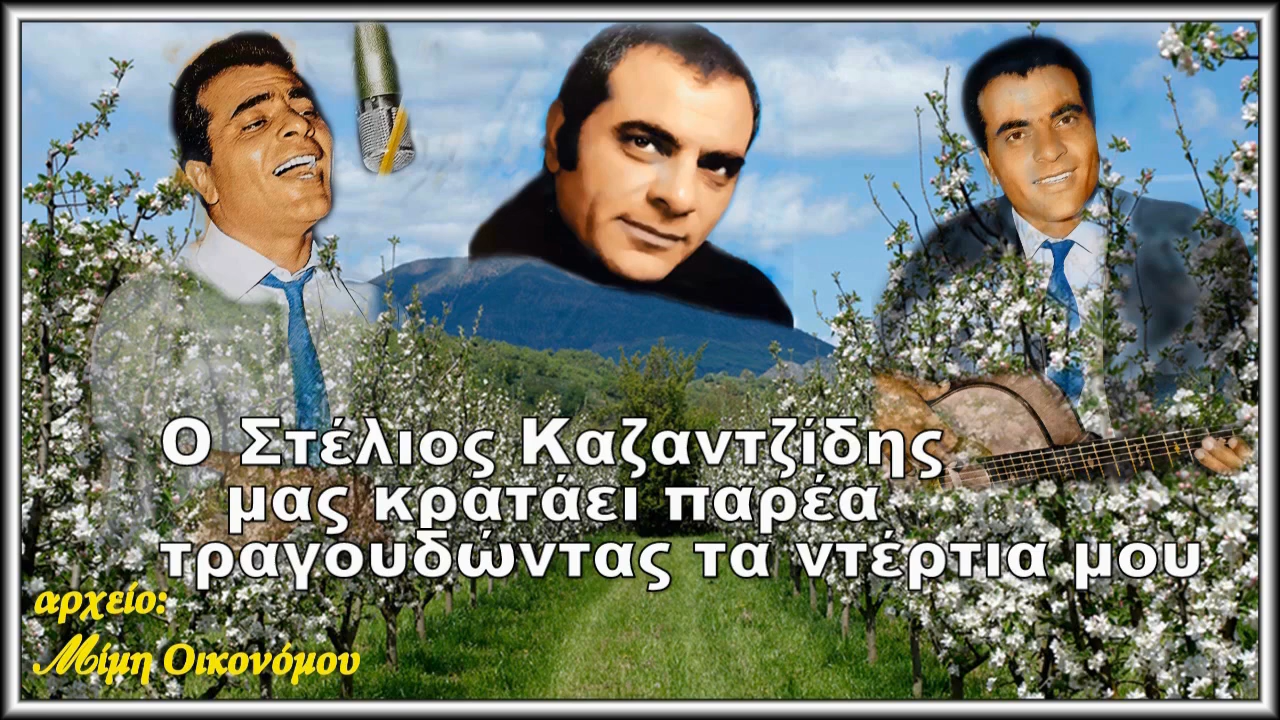 Ο Στέλιος Καζαντζίδης
μας κρατάει παρέα
τραγουδώντας τα ντέρτια μου
αρχείο:
Μίμη Οικονόμου